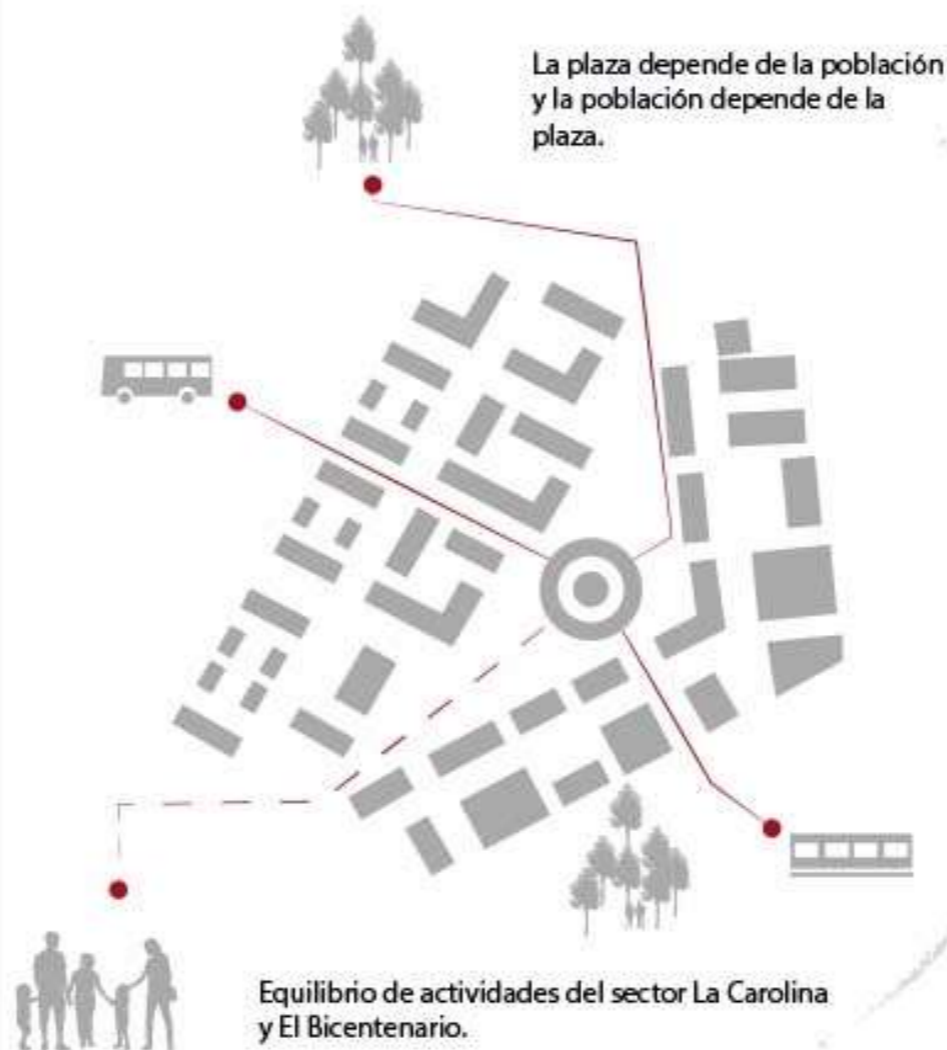 La plaza depende de la población
y la población depende de la
plaza.
Equilibrio de actividades del sector La Carolina
y El Bicentenario.